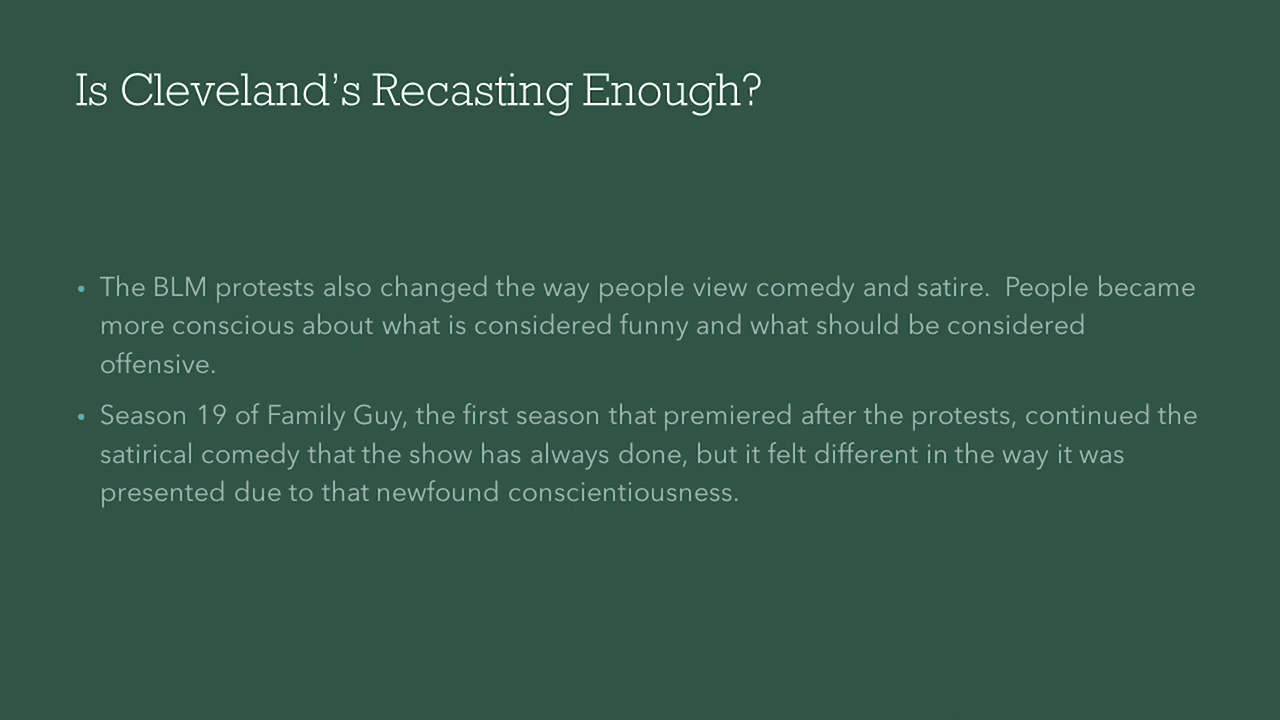 Is Cleveland’s Recasting Enough?
• The BLM protests also changed the way people view comedy and satire.  People became
more conscious about what is considered funny and what should be considered
offensive.
• Season 19 of Family Guy, the first season that premiered after the protests, continued the
satirical comedy that the show has always done, but it felt different in the way it was
presented due to that newfound conscientiousness.